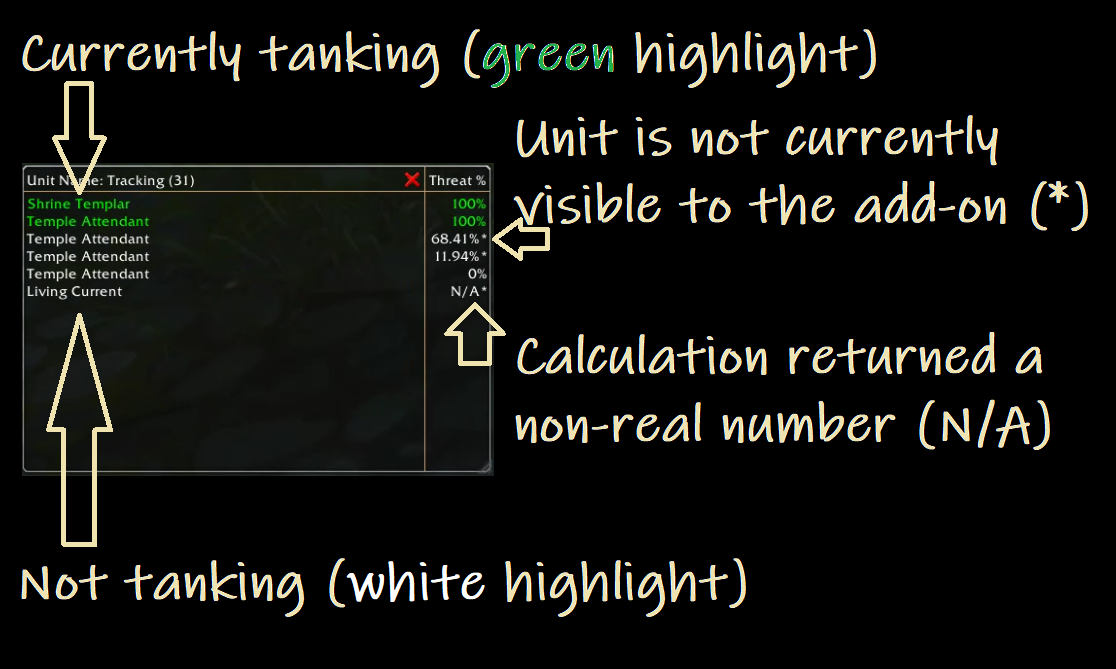 Currently tanking (green highlight)
Unit is not currently
visible to the add-on (*)
Unit Name: Tracking (31) Threat %
Shrine Templar 100%
Temple Attendant 100%
Temple Attendant 68.41%*
Temple Attendant 11.94%*
Temple Attendant 0%
Living Current N/A*
Calculation returned a
non-real number (N/A)
Not tanking (white highlight)